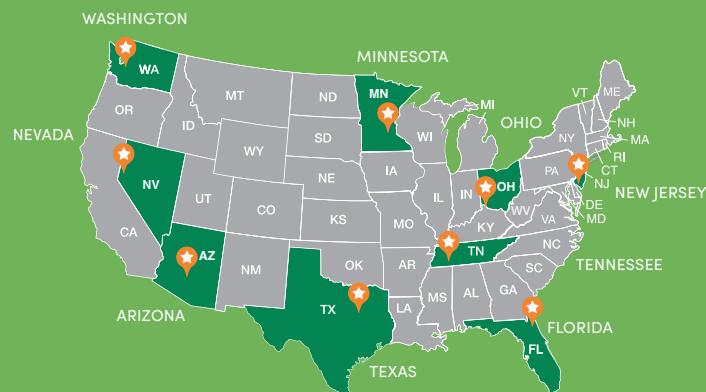 WASHINGTON
MINNESOTA
WA
MT
ND
MN
VT
ME
MI
OR
NH
ID
SD
WI
OHIO
NY
MA
NEVADA
WY
RI
IA
PA
CT
NE
NJ
NV
UT
IL
IN
OH
NEW JERSEY
DE
CO
WV
MD
KS
MO
VA
CA
KY
NC
AZ
TN
OK
AR
SC
TENNESSEE
NM
GA
MS
AL
TX
LA
ARIZONA
FLORIDA
FL
TEXAS